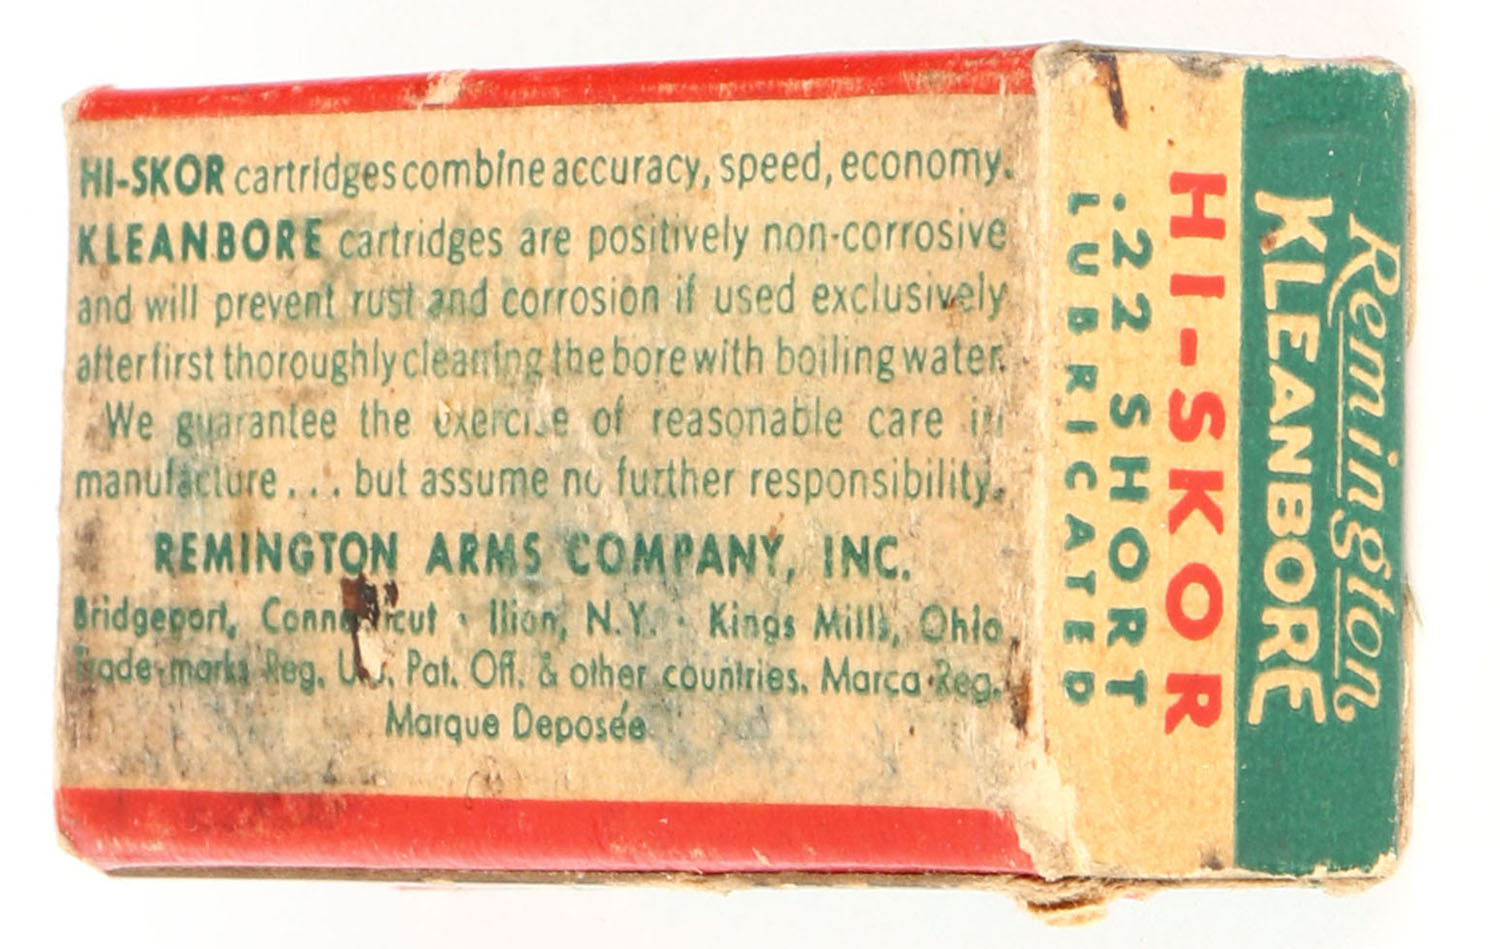 HI-SKOR cartridges combine accuracy, speed, economy.
KLEANBORE cartridges are positively non-corrosive
and will prevent rust and corrosion if used exclusively
after first thoroughly cleaning the bore with boiling water.
We guarantee the exercise of reasonable care in
manufacture... but assume no further responsibility.
REMINGTON ARMS COMPANY, INC.
Bridgeport, Connecticut · Ilion, N.Y. · Kings Mills, Ohio
Trade-marks Reg. U.S. Pat. Off. & other countries. Marca Reg.
Marque Deposée
Remington
KLEANBORE
HI-SKOR
.22 SHORT
LUBRICATED